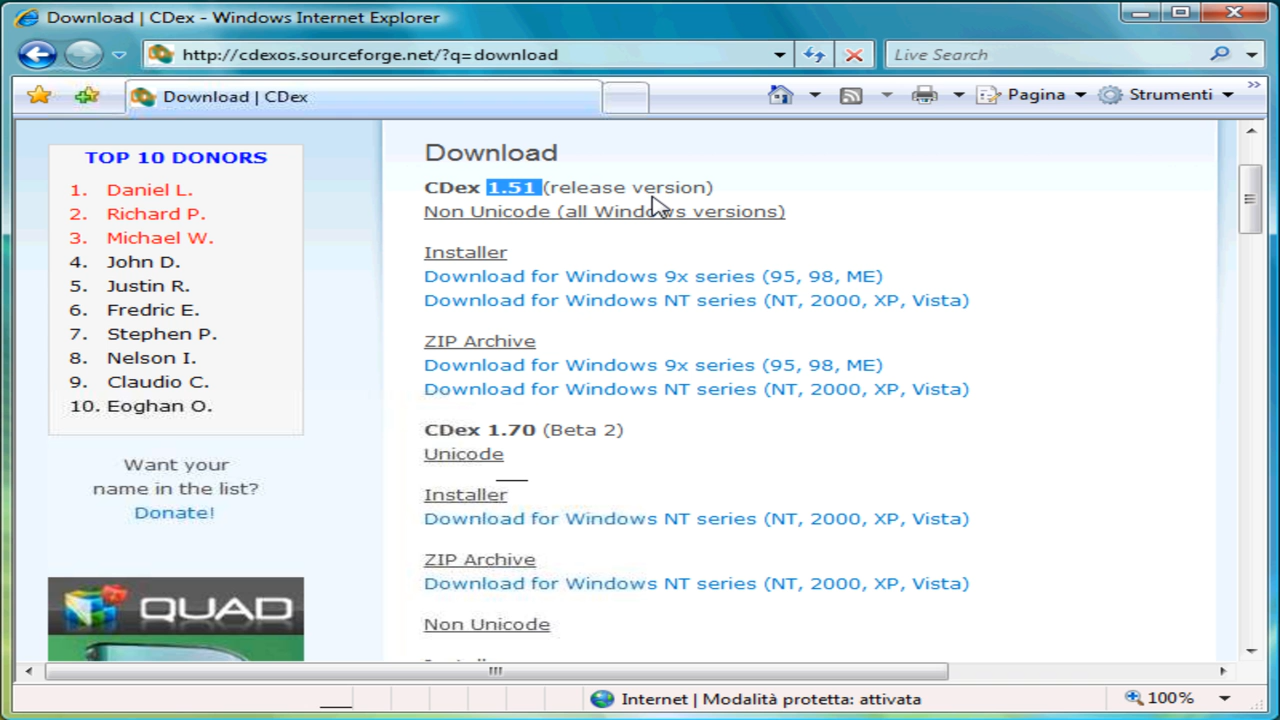 Download | CDex - Windows Internet Explorer
http://cdexos.sourceforge.net/?q=download
Live Search
Download | CDex
Pagina
Strumenti
TOP 10 DONORS
1. Daniel L.
2. Richard P.
3. Michael W.
4. John D.
5. Justin R.
6. Fredric E.
7. Stephen P.
8. Nelson I.
9. Claudio C.
10. Eoghan O.
Want your
name in the list?
Donate!
QUAD
Download
CDex 1.51 (release version)
Non Unicode (all Windows versions)
Installer
Download for Windows 9x series (95, 98, ME)
Download for Windows NT series (NT, 2000, XP, Vista)
ZIP Archive
Download for Windows 9x series (95, 98, ME)
Download for Windows NT series (NT, 2000, XP, Vista)
CDex 1.70 (Beta 2)
Unicode
Installer
Download for Windows NT series (NT, 2000, XP, Vista)
ZIP Archive
Download for Windows NT series (NT, 2000, XP, Vista)
Non Unicode
Internet | Modalità protetta: attivata
100%